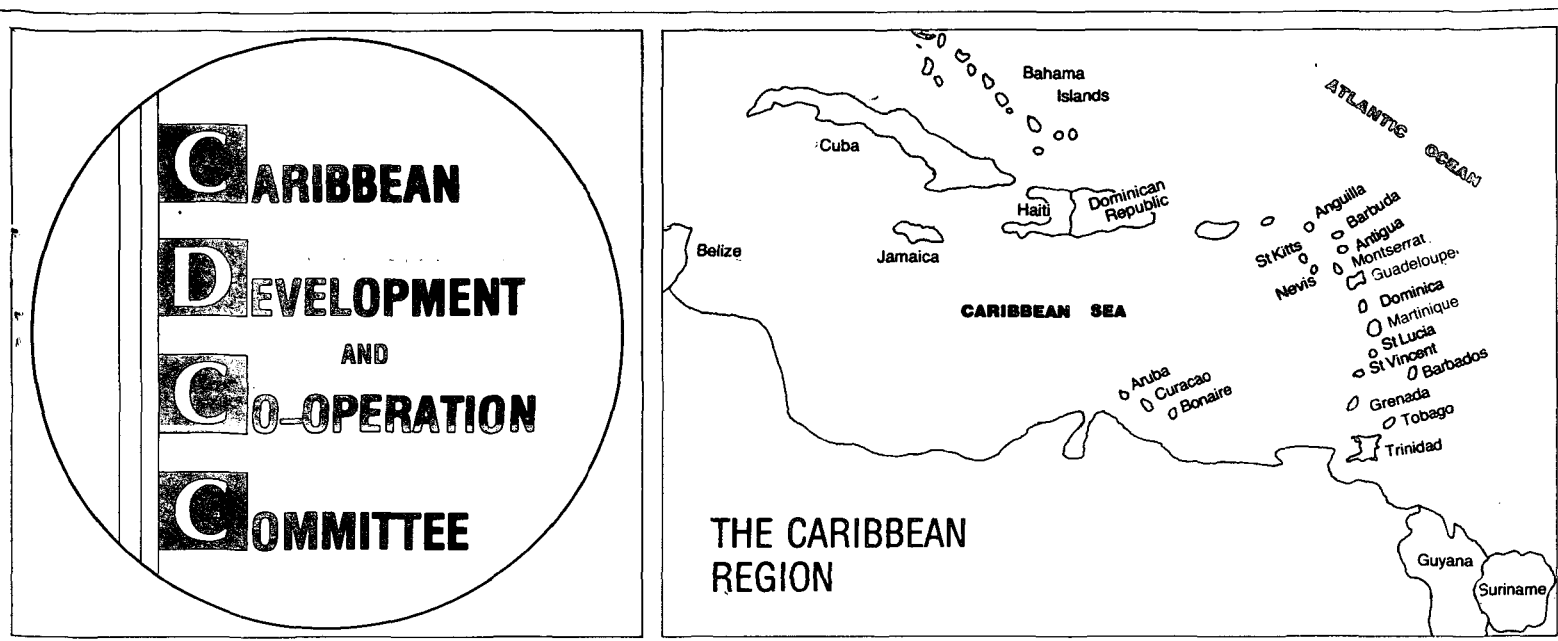 CARIBBEAN
DEVELOPMENT
AND
CO-OPERATION
COMMITTEE
Bahama
Islands
ATLANTIC OCEAN
Cuba
Haiti
Dominican
Republic
Jamaica
Belize
Anguilla
Barbuda
St Kitts
Antigua
Montserrat
Nevis
Guadeloupe
CARIBBEAN SEA
Dominica
Martinique
St Lucia
St Vincent
Barbados
Aruba
Curacao
Bonaire
Grenada
Tobago
Trinidad
THE CARIBBEAN
REGION
Guyana
Suriname